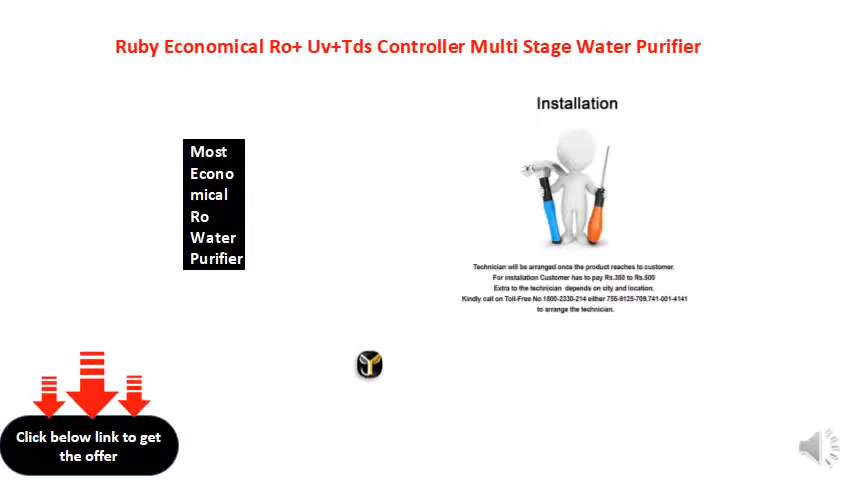 Ruby Economical Ro+ Uv+Tds Controller Multi Stage Water Purifier
Installation
Most
Econo
mical
Ro
Water
Purifier
Technician will be arranged once the product reaches to customer.
For installation Customer has to pay Rs.350 to Rs.500
Extra to the technician depends on city and location.
Kindly call on Toll-Free No.1800-2330-214 either 755-9125-709,741-001-4141
to arrange the technician.
Click below link to get
the offer